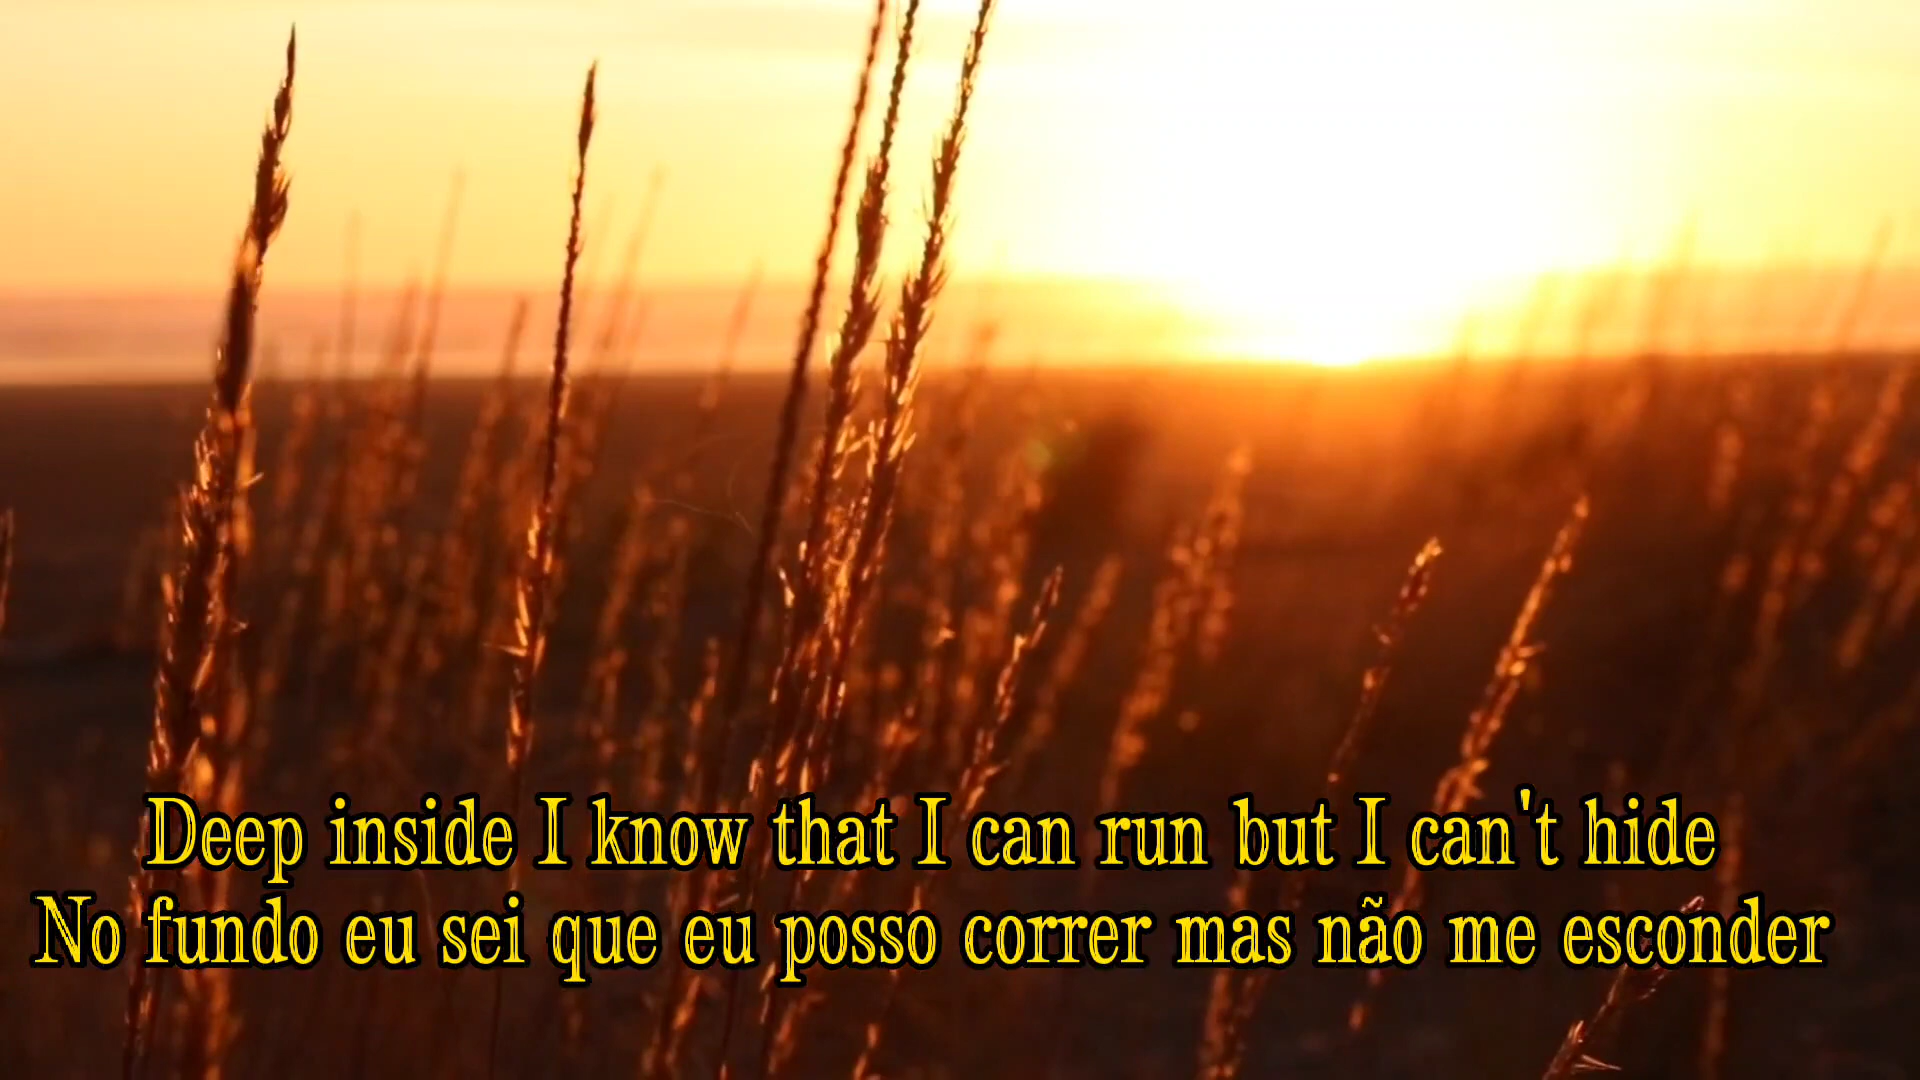 Deep inside I know that I can run but I can't hide
No fundo eu sei que eu posso correr mas não me esconder